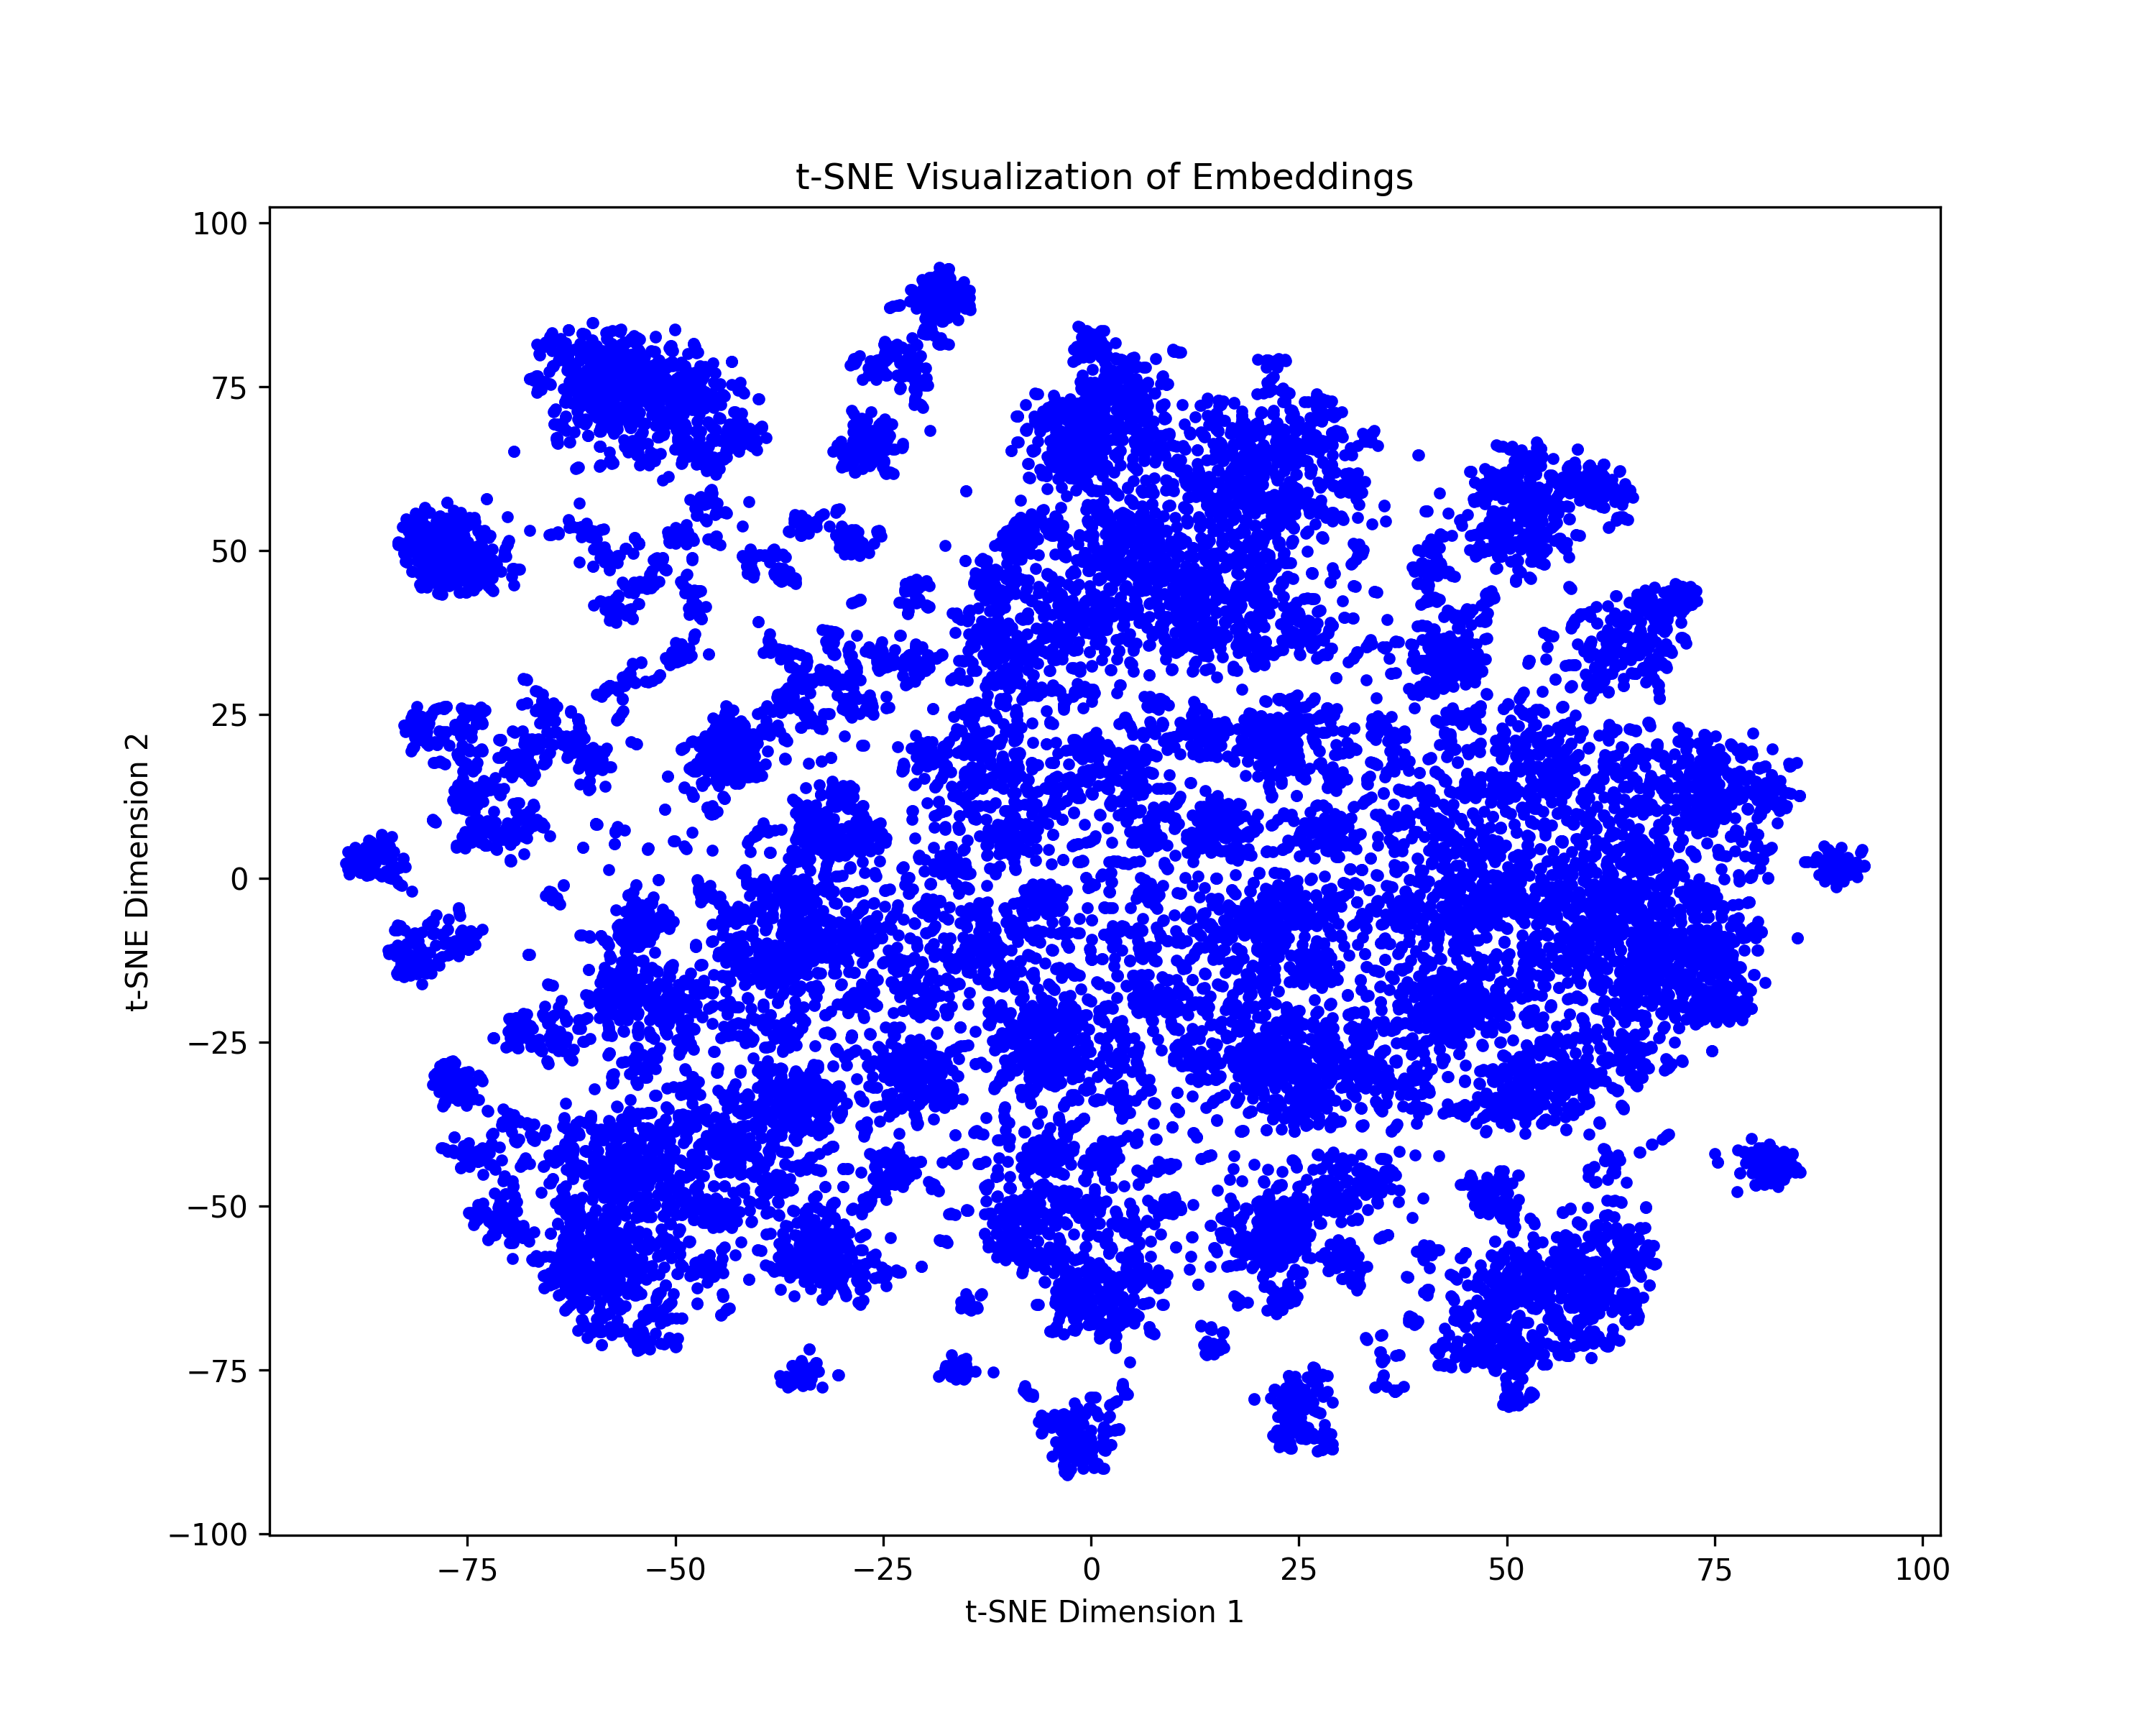 t-SNE Visualization of Embeddings
100
75
50
25
0
−25
−50
−75
−100
t-SNE Dimension 2
−75 −50 −25 0 25 50 75 100
t-SNE Dimension 1